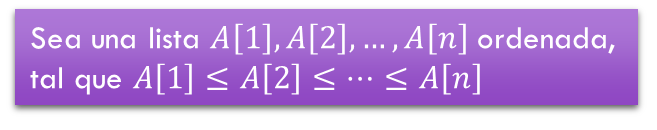 Sea una lista A[1], A[2], ... , A[n] ordenada,
tal que A[1] ≤ A[2] ≤ ⋯ ≤ A[n]